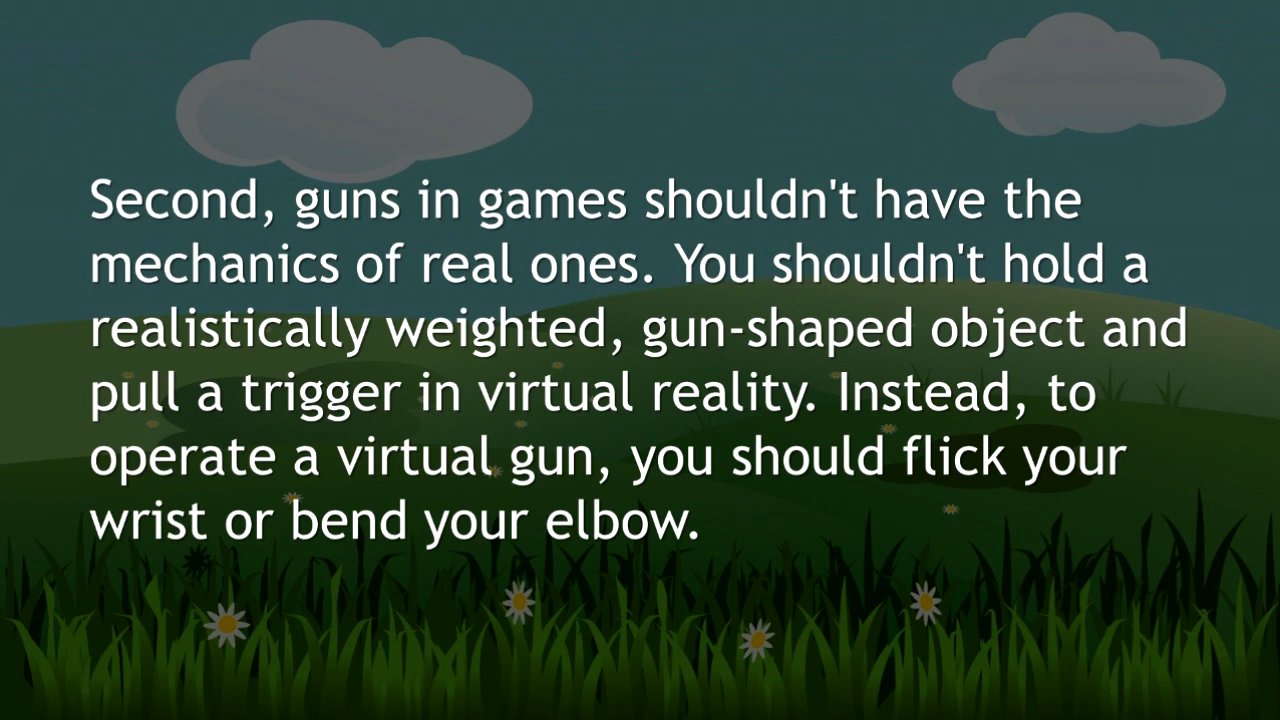 Second, guns in games shouldn't have the
mechanics of real ones. You shouldn't hold a
realistically weighted, gun-shaped object and
pull a trigger in virtual reality. Instead, to
operate a virtual gun, you should flick your
wrist or bend your elbow.